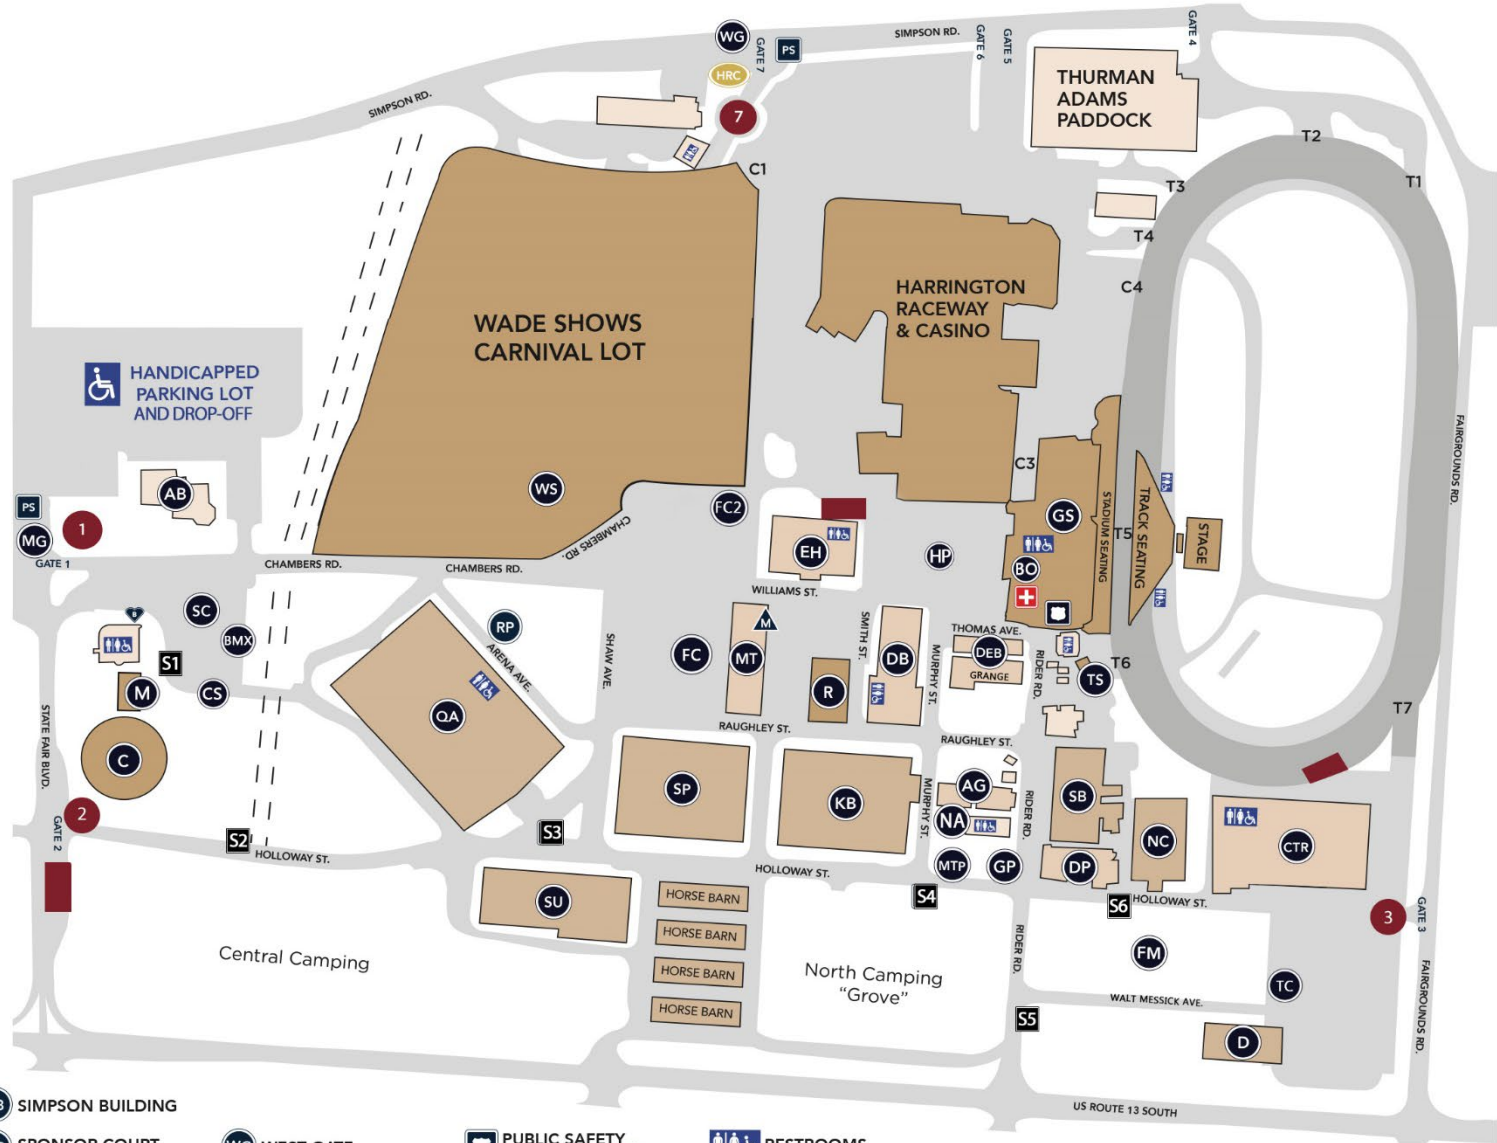 WG
GATE 7
PS
HRC
7
SIMPSON RD.
GATE 6
GATE 5
GATE 4
SIMPSON RD.
THURMAN
ADAMS
PADDOCK
T2
T1
T3
T4
C1
C4
HARRINGTON
RACEWAY
& CASINO
WADE SHOWS
CARNIVAL LOT
HANDICAPPED
PARKING LOT
AND DROP-OFF
AB
WS
FC2
C3
GS
STADIUM SEATING
T5
TRACK SEATING
STAGE
FAIRGROUNDS RD.
PS
1
MG
GATE 1
CHAMBERS RD.
CHAMBERS RD.
CHAMBERS RD.
EH
HP
BO
WILLIAMS ST.
SC
8
BMX
RP
ARENA AVE.
SHAW AVE.
FC
M
MT
SMITH ST.
DB
MURPHY ST.
THOMAS AVE.
DEB
GRANGE
RIDER RD.
T6
TS
S1
M
CS
QA
R
RAUGHLEY ST.
RAUGHLEY ST.
T7
STATE FAIR BLVD.
C
SP
KB
MURPHY ST.
AG
NA
RIDER RD.
SB
NC
CTR
2
GATE 2
S2
HOLLOWAY ST.
S3
HOLLOWAY ST.
MTP
GP
DP
S4
S6
HOLLOWAY ST.
3
GATE 3
SU
HORSE BARN
HORSE BARN
HORSE BARN
HORSE BARN
Central Camping
North Camping
"Grove"
RIDER RD.
FM
TC
WALT MESSICK AVE.
S5
D
FAIRGROUNDS RD.
US ROUTE 13 SOUTH
SIMPSON BUILDING
SPONSOR COURT
WG WEST GATE
PUBLIC SAFETY
RESTROOMS